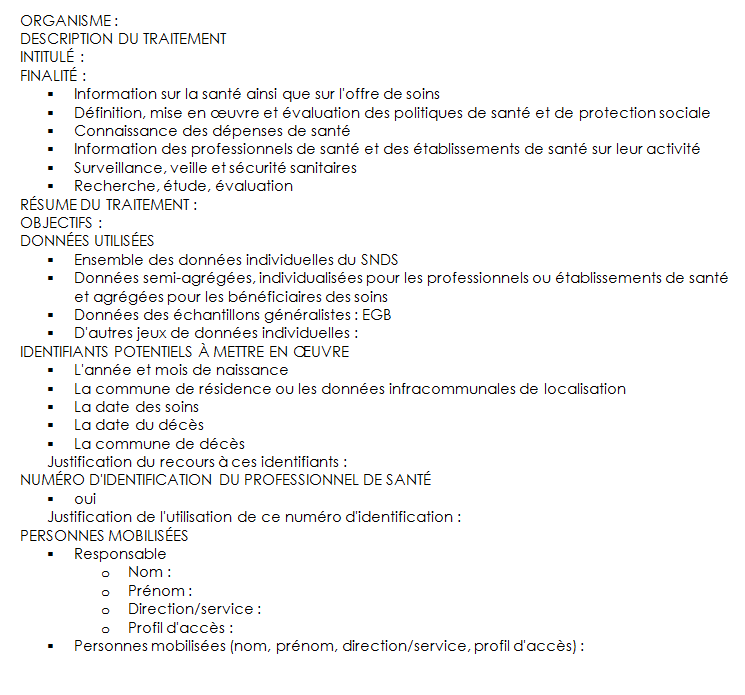 ORGANISME :
DESCRIPTION DU TRAITEMENT
INTITULÉ :
FINALITÉ :
▪ Information sur la santé ainsi que sur l'offre de soins
▪ Définition, mise en œuvre et évaluation des politiques de santé et de protection sociale
▪ Connaissance des dépenses de santé
▪ Information des professionnels de santé et des établissements de santé sur leur activité
▪ Surveillance, veille et sécurité sanitaires
▪ Recherche, étude, évaluation
RÉSUME DU TRAITEMENT :
OBJECTIFS :
DONNÉES UTILISÉES
▪ Ensemble des données individuelles du SNDS
▪ Données semi-agrégées, individualisées pour les professionnels ou établissements de santé
et agrégées pour les bénéficiaires des soins
▪ Données des échantillons généralistes : EGB
▪ D'autres jeux de données individuelles :
IDENTIFIANTS POTENTIELS À METTRE EN ŒUVRE
▪ L'année et mois de naissance
▪ La commune de résidence ou les données infracommunales de localisation
▪ La date des soins
▪ La date du décès
▪ La commune de décès
Justification du recours à ces identifiants :
NUMÉRO D'IDENTIFICATION DU PROFESSIONNEL DE SANTÉ
▪ oui
Justification de l'utilisation de ce numéro d'identification :
PERSONNES MOBILISÉES
▪ Responsable
o Nom :
o Prénom :
o Direction/service :
o Profil d'accès :
▪ Personnes mobilisées (nom, prénom, direction/service, profil d'accès) :